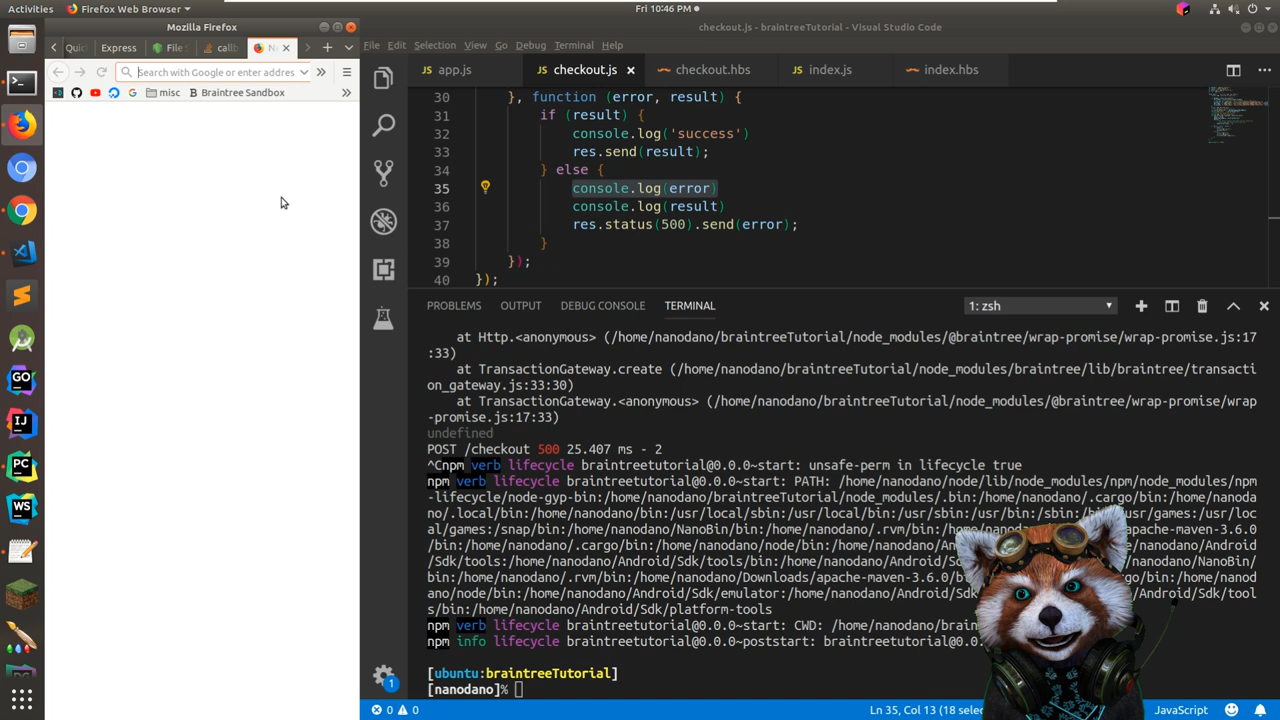 Activities
Firefox Web Browser
Fri 10:46 PM
Mozilla Firefox
checkout.js - braintreeTutorial - Visual Studio Code
Quic
Express
File
callb
File Edit Selection View Go Debug Terminal Help
Search with Google or enter addres
misc
B Braintree Sandbox
app.js
checkout.js
checkout.hbs
index.js
index.hbs
30 }, function (error, result) {
31 if (result) {
32 console.log('success')
33 res.send(result);
34 } else {
35 console.log(error)
36 console.log(result)
37 res.status(500).send(error);
38 }
39 });
40 });
PROBLEMS OUTPUT DEBUG CONSOLE TERMINAL
1: zsh
at Http.<anonymous> (/home/nanodano/braintreeTutorial/node_modules/@braintree/wrap-promise/wrap-promise.js:17
:33)
at TransactionGateway.create (/home/nanodano/braintreeTutorial/node_modules/braintree/lib/braintree/transacti
on_gateway.js:33:30)
at TransactionGateway.<anonymous> (/home/nanodano/braintreeTutorial/node_modules/@braintree/wrap-promise/wrap
-promise.js:17:33)
undefined
POST /checkout 500 25.407 ms - 2
^Cnpm verb lifecycle braintreetutorial@0.0.0~start: unsafe-perm in lifecycle true
npm verb lifecycle braintreetutorial@0.0.0~start: PATH: /home/nanodano/node/lib/node_modules/npm/node_modules/npm
-lifecycle/node-gyp-bin:/home/nanodano/braintreeTutorial/node_modules/.bin:/home/nanodano/.cargo/bin:/home/nanoda
no/.local/bin:/usr/local/sbin:/usr/local/bin:/usr/sbin:/usr/bin:/sbin:/bin:/usr/games:/usr/loc
al/games:/snap/bin:/home/nanodano/NanoBin/bin:/home/nanodano/.rvm/bin:
apache-maven-3.6.0
/bin:/home/nanodano/.cargo/bin:/home/nanodano/node/bin:/home/nanodano/
nodano/Android
/Sdk/tools:/home/nanodano/Android/Sdk/tools/bin:/home/nanodano/Android
NanoBin/
bin:/home/nanodano/.rvm/bin:/home/nanodano/Downloads/apache-maven-3.6.0/b
go/bin:/home/nanod
ano/node/bin:/home/nanodano/Android/Sdk/emulator:/home/nanodano/Android/Sdk
ndroid/Sdk/tool
s/bin:/home/nanodano/Android/Sdk/platform-tools
npm verb lifecycle braintreetutorial@0.0.0~start: CWD: /home/nanodano/brain
npm info lifecycle braintreetutorial@0.0.0~poststart: braintreetutorial@0.
[ubuntu:braintreeTutorial]
[nanodano]%
0 0
Ln 35, Col 13 (18 selec
JavaScript
GO
IJ
PC
WS
PC
1